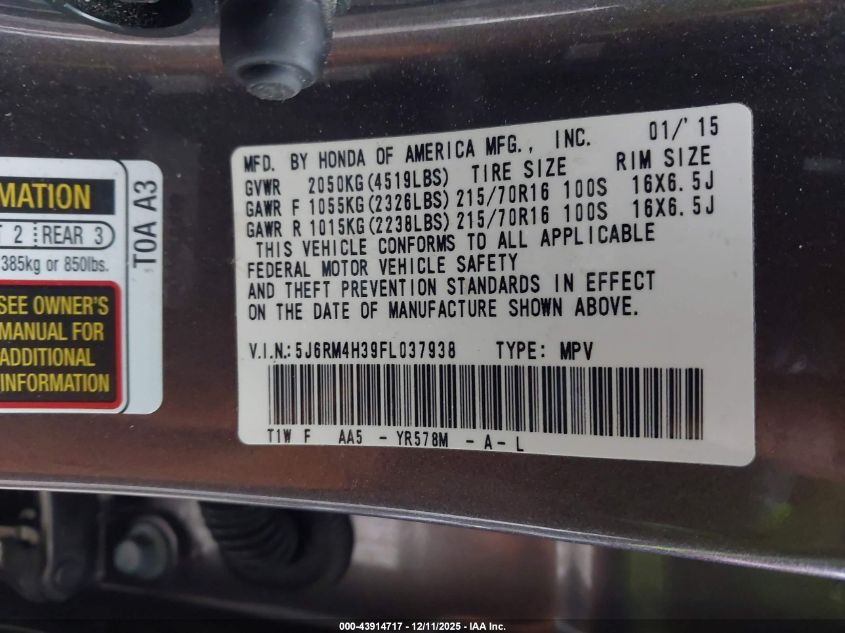 MATION
T 2 REAR 3
385kg or 850lbs.
SEE OWNER'S
MANUAL FOR
ADDITIONAL
INFORMATION
T0A A3
MFD. BY HONDA OF AMERICA MFG., INC. 01/'15
GVWR 2050KG(4519LBS) TIRE SIZE RIM SIZE
GAWR F 1055KG(2326LBS) 215/70R16 100S 16X6.5J
GAWR R 1015KG(2238LBS) 215/70R16 100S 16X6.5J
THIS VEHICLE CONFORMS TO ALL APPLICABLE
FEDERAL MOTOR VEHICLE SAFETY
AND THEFT PREVENTION STANDARDS IN EFFECT
ON THE DATE OF MANUFACTURE SHOWN ABOVE.
V.I.N.:5J6RM4H39FL037938 TYPE: MPV
T1W F AA5 - YR578M - A - L
000-43914717 - 12/11/2025 - IAA Inc.